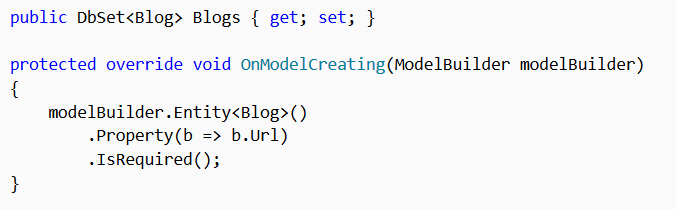 public DbSet<Blog> Blogs { get; set; }
protected override void OnModelCreating(ModelBuilder modelBuilder)
{
    modelBuilder.Entity<Blog>()
        .Property(b => b.Url)
        .IsRequired();
}